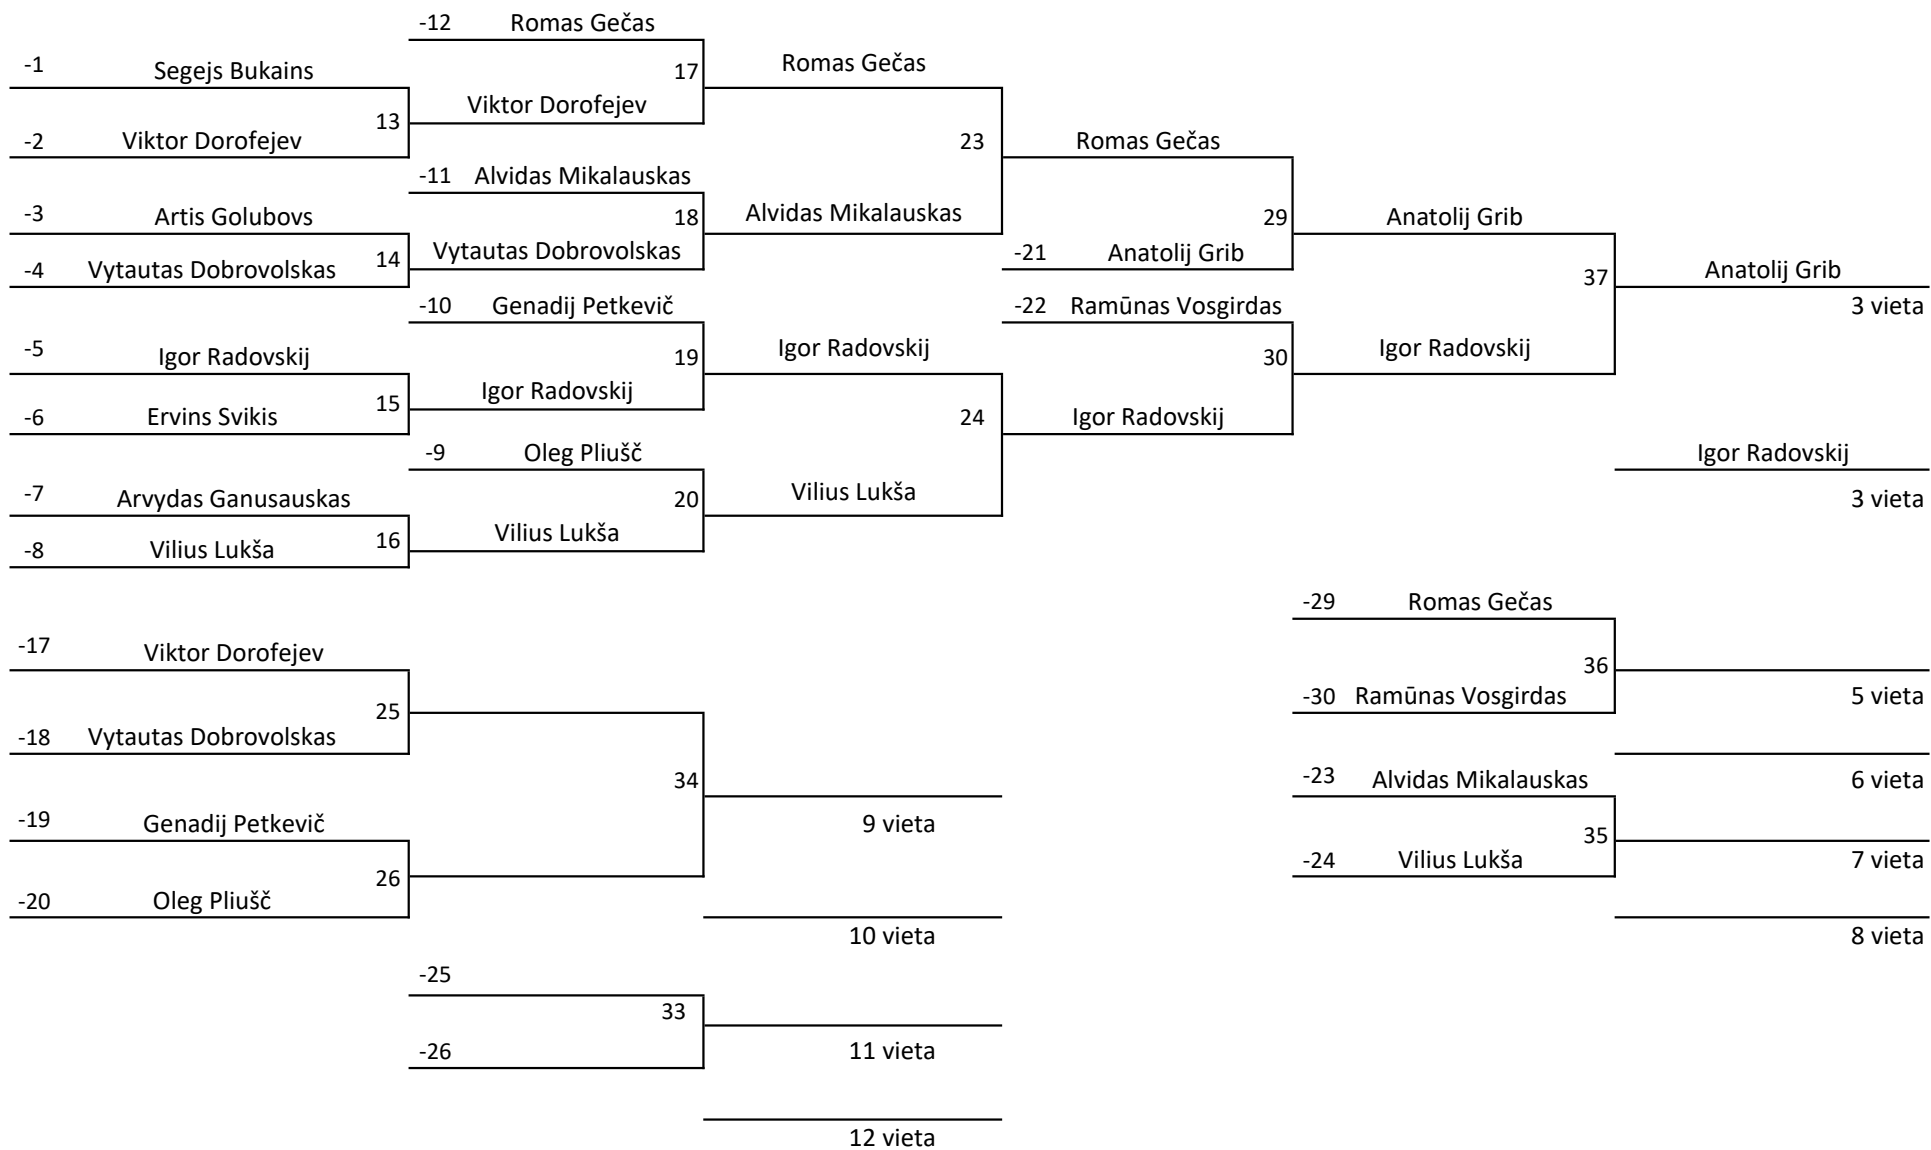 -12 Romas Gečas
-1 Segejs Bukains
17 Romas Gečas
Viktor Dorofejev
13
-2 Viktor Dorofejev
23 Romas Gečas
-11 Alvidas Mikalauskas
-3 Artis Golubovs
18 Alvidas Mikalauskas
29 Anatolij Grib
Vytautas Dobrovolskas
-21 Anatolij Grib
-4 Vytautas Dobrovolskas 14
37 Anatolij Grib
3 vieta
-10 Genadij Petkevič
-22 Ramūnas Vosgirdas
-5 Igor Radovskij
19 Igor Radovskij
30 Igor Radovskij
Igor Radovskij
15
-6 Ervins Svikis
24 Igor Radovskij
-9 Oleg Pliušč
Igor Radovskij
3 vieta
-7 Arvydas Ganusauskas
20 Vilius Lukša
Vilius Lukša
-8 Vilius Lukša 16
-29 Romas Gečas
-17 Viktor Dorofejev
36
-30 Ramūnas Vosgirdas
5 vieta
25
-18 Vytautas Dobrovolskas
34
-23 Alvidas Mikalauskas
6 vieta
-19 Genadij Petkevič
9 vieta
35
-24 Vilius Lukša
7 vieta
26
-20 Oleg Pliušč
10 vieta
8 vieta
-25
33
-26
11 vieta
12 vieta